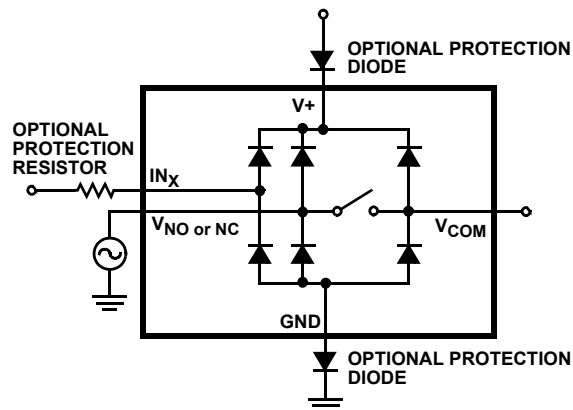 OPTIONAL PROTECTION
DIODE
V+
OPTIONAL
PROTECTION
RESISTOR
INX
VNO or NC
VCOM
GND
OPTIONAL PROTECTION
DIODE